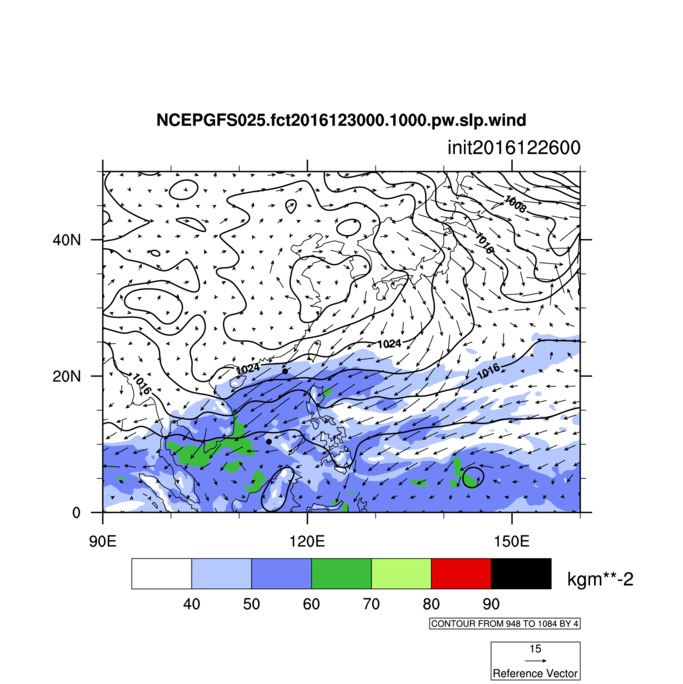 NCEPGFS025.fct2016123000.1000.pw.slp.wind
init2016122600
1008
40N
1016
1024
1024
1016
20N
1016
0
90E 120E 150E
kgm**-2
40 50 60 70 80 90
CONTOUR FROM 948 TO 1084 BY 4
15
Reference Vector